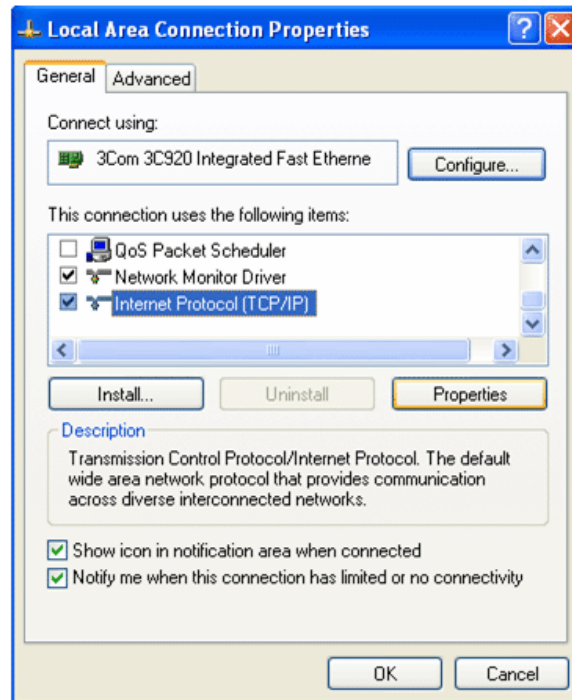 Local Area Connection Properties
General Advanced
Connect using:
3Com 3C920 Integrated Fast Etherne
Configure...
This connection uses the following items:
QoS Packet Scheduler
Network Monitor Driver
Internet Protocol (TCP/IP)
Install... Uninstall Properties
Description
Transmission Control Protocol/Internet Protocol. The default
wide area network protocol that provides communication
across diverse interconnected networks.
Show icon in notification area when connected
Notify me when this connection has limited or no connectivity
OK Cancel